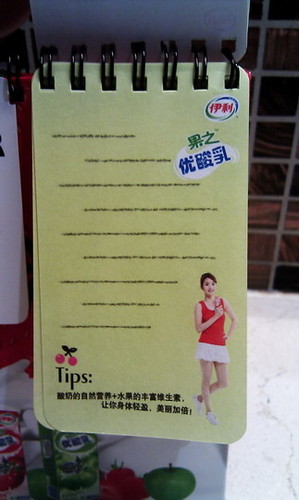 伊利
果之
优酸乳
Tips:
酸奶的自然营养+水果的丰富维生素,
让你身体轻盈, 美丽加倍!